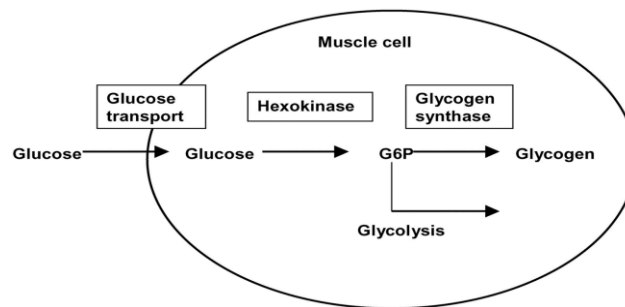 Muscle cell
Glucose
transport
Hexokinase
Glycogen
synthase
Glucose
Glucose
G6P
Glycogen
Glycolysis